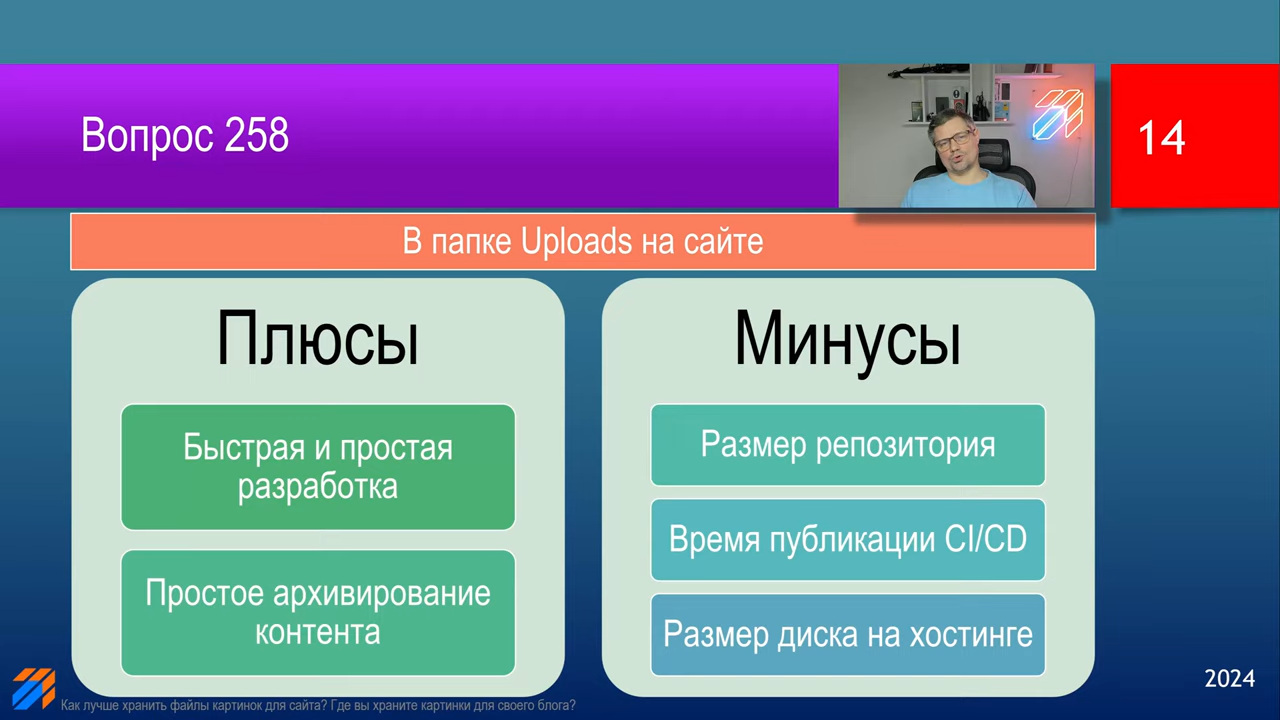 Вопрос 258
14
В папке Uploads на сайте
Плюсы
Быстрая и простая
разработка
Простое архивирование
контента
Минусы
Размер репозитория
Время публикации CI/CD
Размер диска на хостинге
2024
Как лучше хранить файлы картинок для сайта? Где вы храните картинки для своего блога?